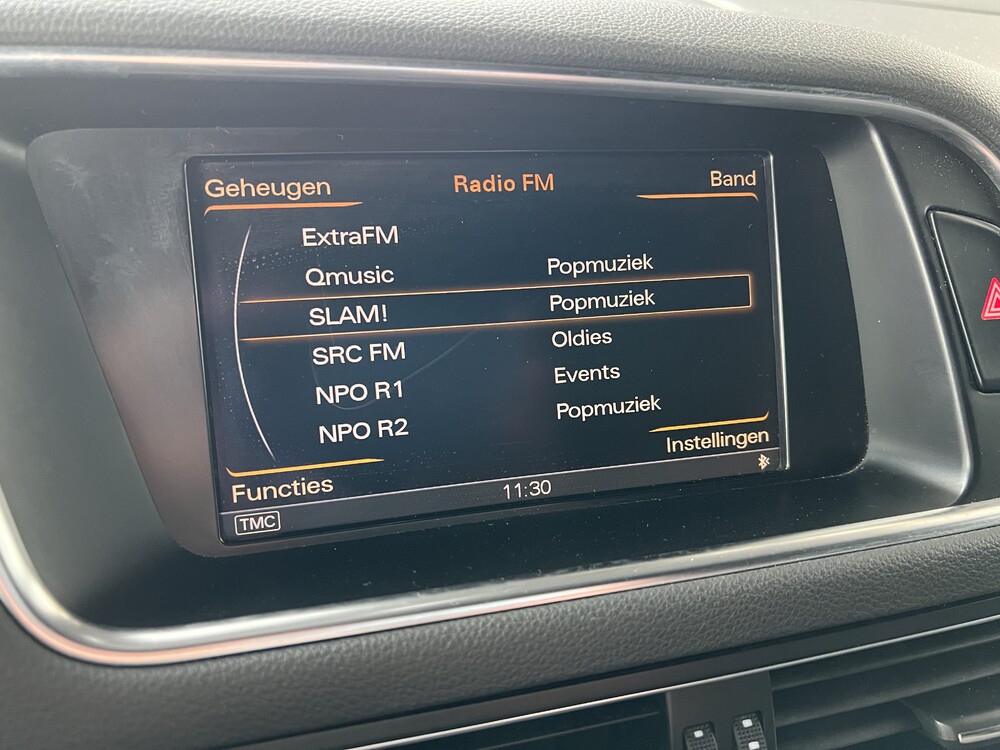 Geheugen Radio FM Band
ExtraFM
Qmusic Popmuziek
SLAM! Popmuziek
SRC FM Oldies
NPO R1 Events
NPO R2 Popmuziek
Instellingen
Functies 11:30
TMC